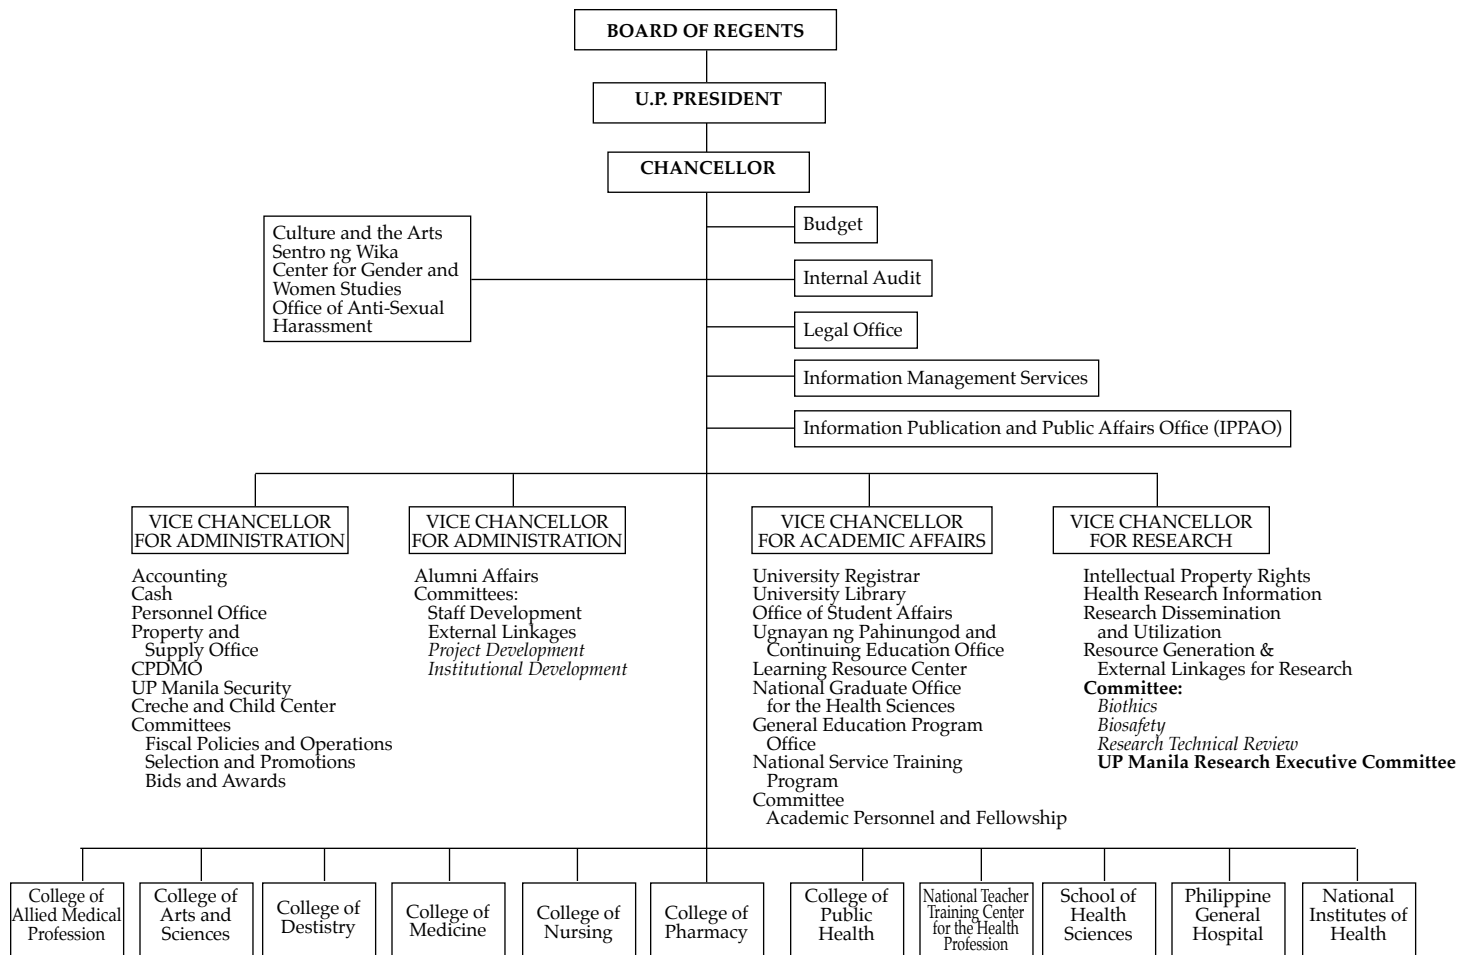 BOARD OF REGENTS
U.P. PRESIDENT
CHANCELLOR
Culture and the Arts
Sentro ng Wika
Center for Gender and
Women Studies
Office of Anti-Sexual
Harassment
Budget
Internal Audit
Legal Office
Information Management Services
Information Publication and Public Affairs Office (IPPAO)
VICE CHANCELLOR
FOR ADMINISTRATION
Accounting
Cash
Personnel Office
Property and
Supply Office
CPDMO
UP Manila Security
Creche and Child Center
Committees
Fiscal Policies and Operations
Selection and Promotions
Bids and Awards
VICE CHANCELLOR
FOR ADMINISTRATION
Alumni Affairs
Committees:
Staff Development
External Linkages
Project Development
Institutional Development
VICE CHANCELLOR
FOR ACADEMIC AFFAIRS
University Registrar
University Library
Office of Student Affairs
Ugnayan ng Pahinungod and
Continuing Education Office
Learning Resource Center
National Graduate Office
for the Health Sciences
General Education Program
Office
National Service Training
Program
Committee
Academic Personnel and Fellowship
VICE CHANCELLOR
FOR RESEARCH
Intellectual Property Rights
Health Research Information
Research Dissemination
and Utilization
Resource Generation &
External Linkages for Research
Committee:
Biothics
Biosafety
Research Technical Review
UP Manila Research Executive Committee
College of
Allied Medical
Profession
College of
Arts and
Sciences
College of
Destistry
College of
Medicine
College of
Nursing
College of
Pharmacy
College of
Public
Health
National Teacher
Training Center
for the Health
Profession
School of
Health
Sciences
Philippine
General
Hospital
National
Institutes of
Health